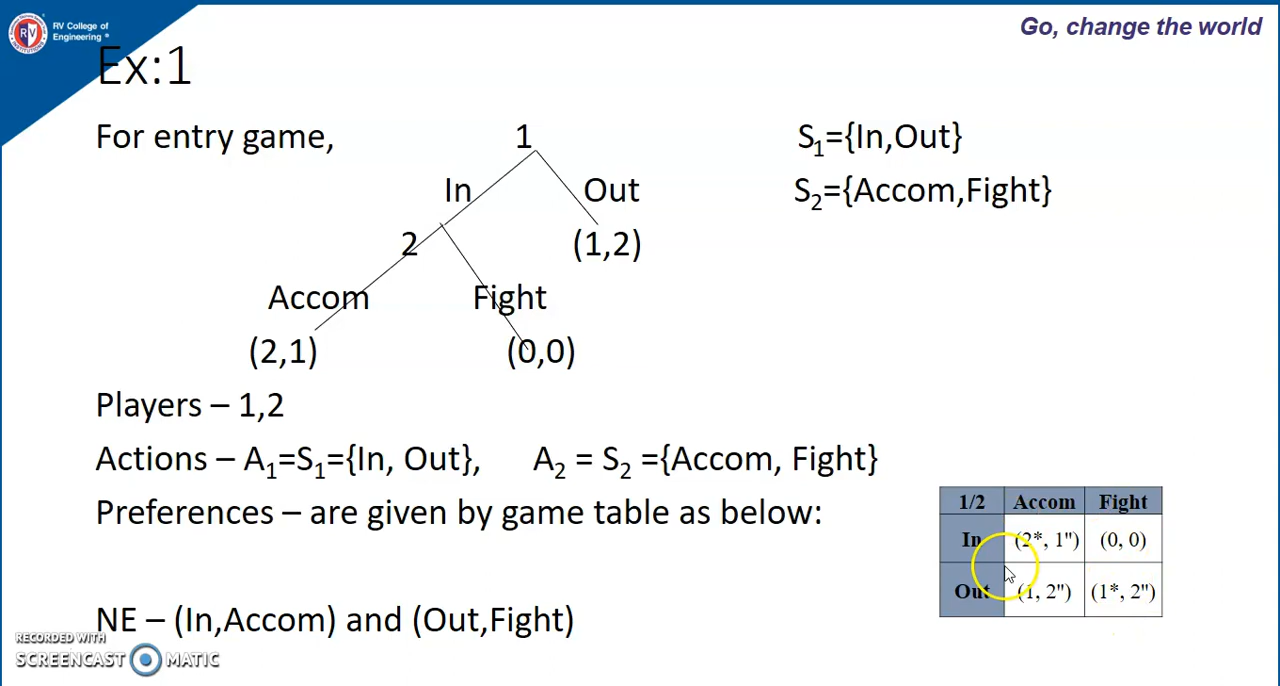 RV College of
Engineering ®
Go, change the world
Ex:1
For entry game,
1
S₁={In,Out}
In
Out
S₂={Accom,Fight}
2
(1,2)
Accom
Fight
(2,1)
(0,0)
Players – 1,2
Actions – A₁=S₁={In, Out}, A₂ = S₂ ={Accom, Fight}
Preferences – are given by game table as below:
1/2 Accom Fight
In (2*, 1") (0, 0)
Out (1, 2") (1*, 2")
NE – (In,Accom) and (Out,Fight)
RECORDED WITH
SCREENCAST MATIC